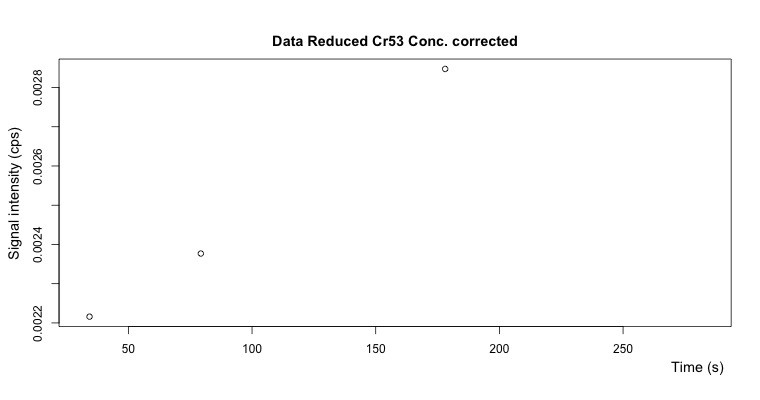 Data Reduced Cr53 Conc. corrected
Signal intensity (cps)
0.0028
0.0026
0.0024
0.0022
50 100 150 200 250
Time (s)